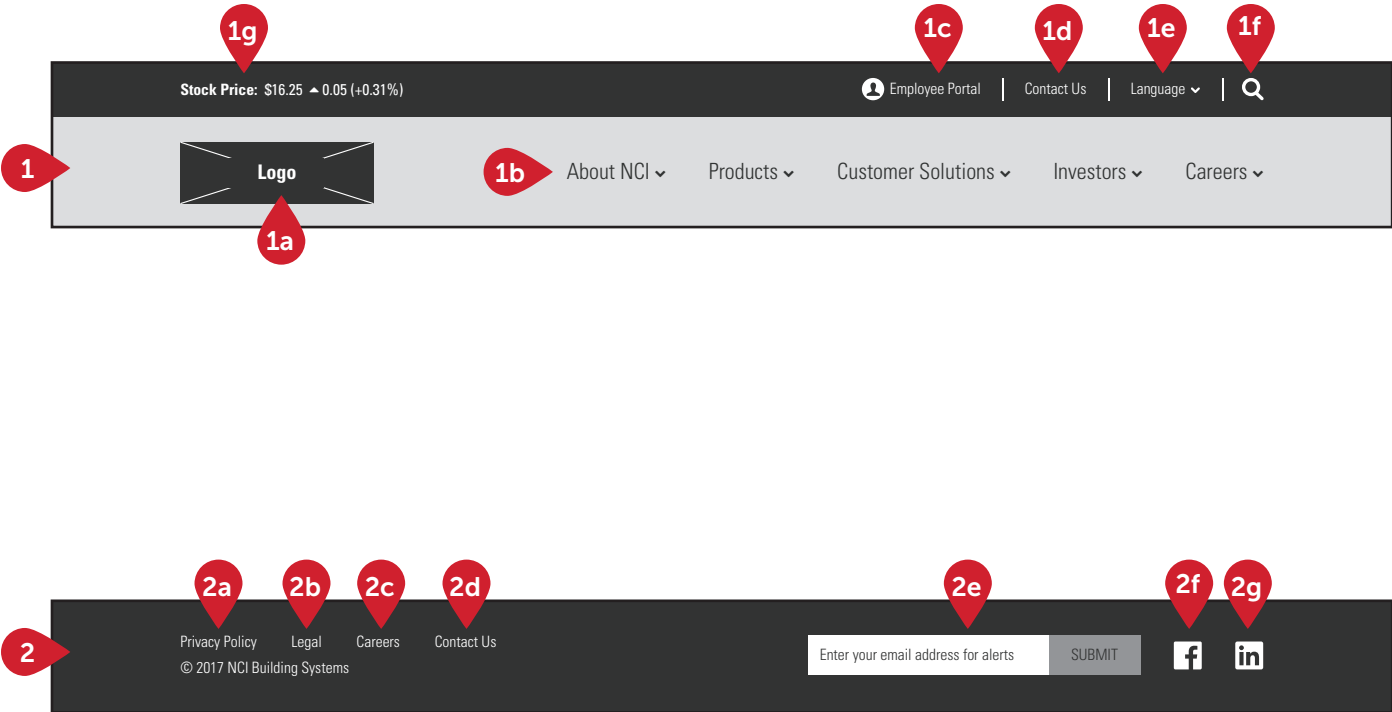 1g 1c 1d 1e 1f
Stock Price: $16.25 0.05 (+0.31%) Employee Portal Contact Us Language
1 Logo 1b About NCI Products Customer Solutions Investors Careers
1a
2a 2b 2c 2d 2e 2f 2g
Privacy Policy Legal Careers Contact Us
2 Enter your email address for alerts SUBMIT f in
© 2017 NCI Building Systems